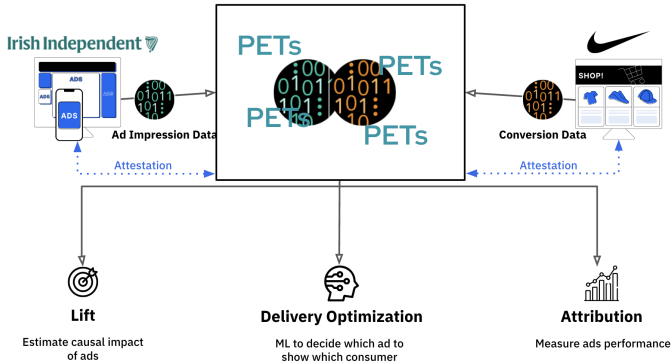 Irish Independent
ADS
ADS
ADS
Ad Impression Data
Attestation
PETs
PETs
PETs
PETs
SHOP!
Conversion Data
Attestation
Lift
Estimate causal impact
of ads
Delivery Optimization
ML to decide which ad to
show which consumer
Attribution
Measure ads performance